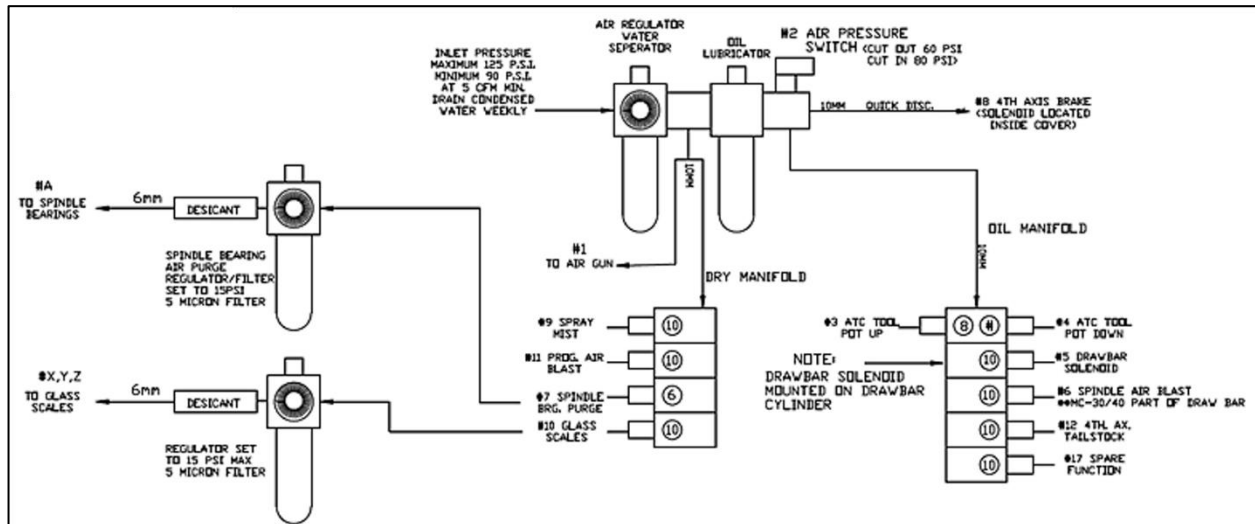 AIR REGULATOR
WATER
SEPERATOR
OIL
LUBRICATOR
#2 AIR PRESSURE
SWITCH (CUT OUT 60 PSI
CUT IN 80 PSI)
INLET PRESSURE
MAXIMUM 125 P.S.I.
MINIMUM 90 P.S.I.
AT 5 CFM MIN.
DRAIN CONDENSED
WATER WEEKLY
10MM
QUICK DISC.
#8 4TH AXIS BRAKE
(SOLENOID LOCATED
INSIDE COVER)
10MM
#A
TO SPINDLE
BEARINGS
6mm
DESICANT
SPINDLE BEARING
AIR PURGE
REGULATOR/FILTER
SET TO 15PSI
5 MICRON FILTER
#1
TO AIR GUN
DRY MANIFOLD
OIL MANIFOLD
10MM
#9 SPRAY
MIST
10
#11 PROG. AIR
BLAST
10
#7 SPINDLE
BRG. PURGE
6
#10 GLASS
SCALES
10
#3 ATC TOOL
POT UP
8
#
#4 ATC TOOL
POT DOWN
NOTE:
DRAWBAR SOLENOID
MOUNTED ON DRAWBAR
CYLINDER
10
#5 DRAWBAR
SOLENOID
10
#6 SPINDLE AIR BLAST
**MC-30/40 PART OF DRAW BAR
10
#12 4TH. AX.
TAILSTOCK
10
#17 SPARE
FUNCTION
#X,Y,Z
TO GLASS
SCALES
6mm
DESICANT
REGULATOR SET
TO 15 PSI MAX
5 MICRON FILTER